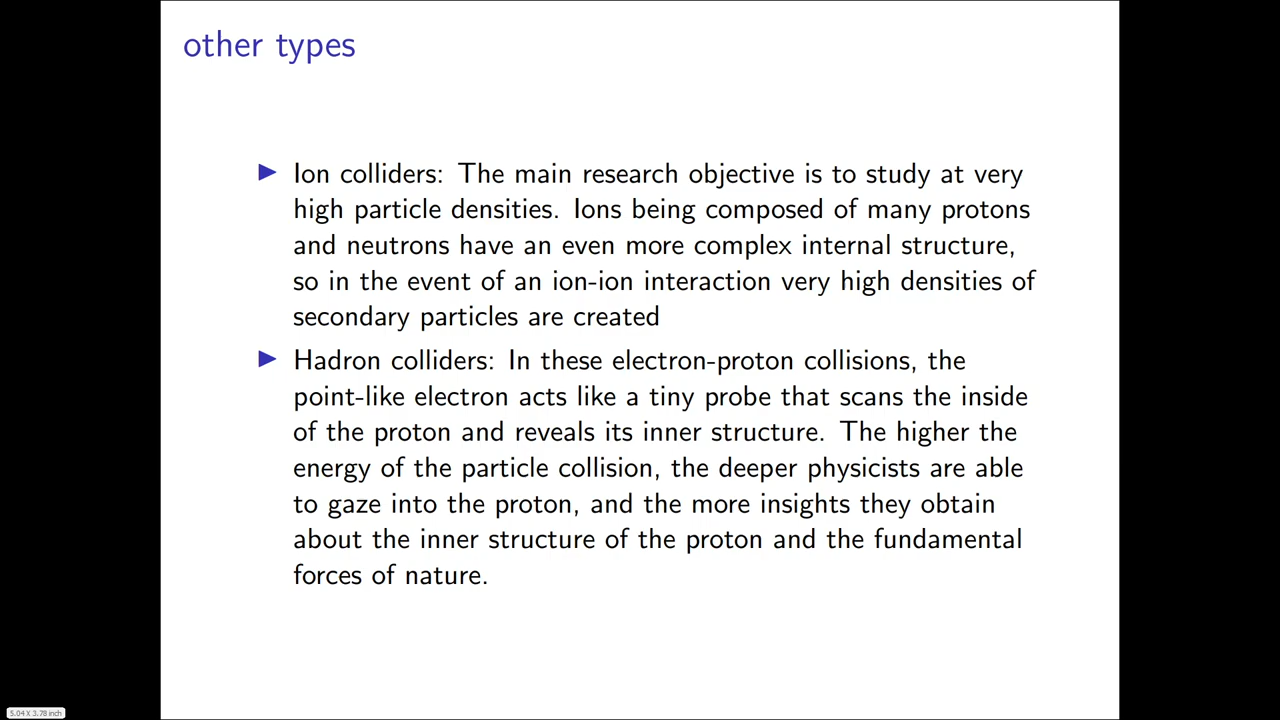 other types
▶ Ion colliders: The main research objective is to study at very
high particle densities. Ions being composed of many protons
and neutrons have an even more complex internal structure,
so in the event of an ion-ion interaction very high densities of
secondary particles are created
▶ Hadron colliders: In these electron-proton collisions, the
point-like electron acts like a tiny probe that scans the inside
of the proton and reveals its inner structure. The higher the
energy of the particle collision, the deeper physicists are able
to gaze into the proton, and the more insights they obtain
about the inner structure of the proton and the fundamental
forces of nature.
5.04 X 3.78 inch